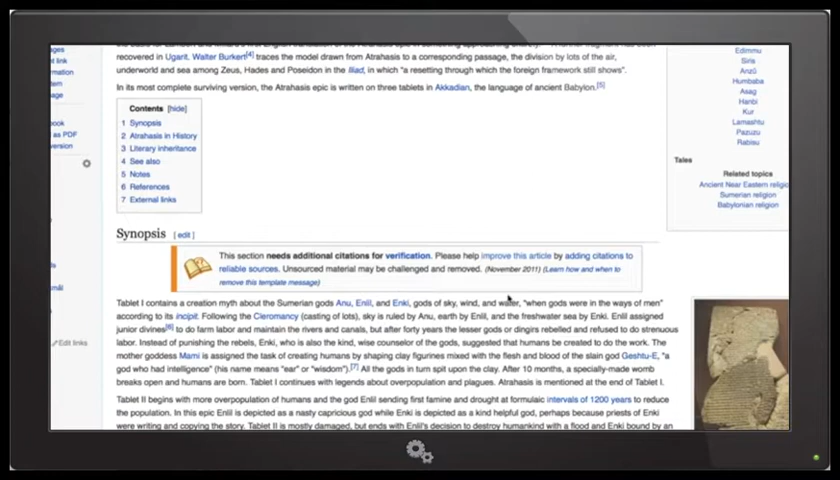 recovered in Ugarit. Walter Burkert[4] traces the model drawn from Atrahasis to a corresponding passage, the division by lots of the air,
underworld and sea among Zeus, Hades and Poseidon in the Iliad, in which "a resetting through which the foreign framework still shows".
In its most complete surviving version, the Atrahasis epic is written on three tablets in Akkadian, the language of ancient Babylon.[5]
Contents [hide]
1 Synopsis
2 Atrahasis in History
3 Literary inheritance
4 See also
5 Notes
6 References
7 External links
Synopsis [ edit ]
This section needs additional citations for verification. Please help improve this article by adding citations to
reliable sources. Unsourced material may be challenged and removed. (November 2011) (Learn how and when to
remove this template message)
Tablet I contains a creation myth about the Sumerian gods Anu, Enlil, and Enki, gods of sky, wind, and water, "when gods were in the ways of men"
according to its incipit. Following the Cleromancy (casting of lots), sky is ruled by Anu, earth by Enlil, and the freshwater sea by Enki. Enlil assigned
junior divines[6] to do farm labor and maintain the rivers and canals, but after forty years the lesser gods or dingirs rebelled and refused to do strenuous
labor. Instead of punishing the rebels, Enki, who is also the kind, wise counselor of the gods, suggested that humans be created to do the work. The
mother goddess Mami is assigned the task of creating humans by shaping clay figurines mixed with the flesh and blood of the slain god Geshtu-E, "a
god who had intelligence" (his name means "ear" or "wisdom").[7] All the gods in turn spit upon the clay. After 10 months, a specially-made womb
breaks open and humans are born. Tablet I continues with legends about overpopulation and plagues. Atrahasis is mentioned at the end of Tablet I.
Tablet II begins with more overpopulation of humans and the god Enlil sending first famine and drought at formulaic intervals of 1200 years to reduce
the population. In this epic Enlil is depicted as a nasty capricious god while Enki is depicted as a kind helpful god, perhaps because priests of Enki
were writing and copying the story. Tablet II is mostly damaged, but ends with Enlil's decision to destroy humankind with a flood and Enki bound by an
ages
t link
rmation
tem
age
ook
as PDF
version
Edit links
Edimmu
Siris
Anzû
Humbaba
Asag
Hanbi
Kur
Lamashtu
Pazuzu
Rabisu
Tales
Related topics
Ancient Near Eastern religio
Sumerian religion
Babylonian religion